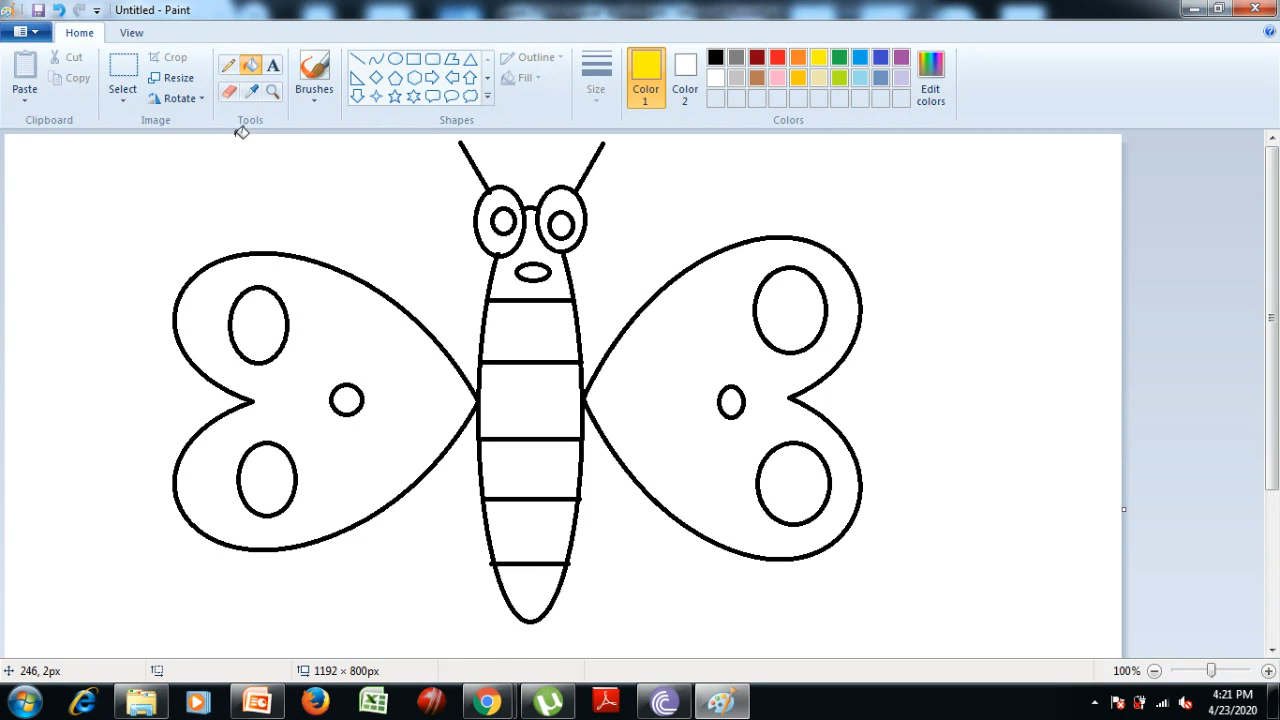 Untitled - Paint
Home View
Paste
Cut
Copy
Select
Crop
Resize
Rotate
A
Brushes
Outline
Fill
Size
Color 1
Color 2
Edit colors
Clipboard Image Tools Shapes Colors
246, 2px 1192 × 800px 100%
4:21 PM
4/23/2020